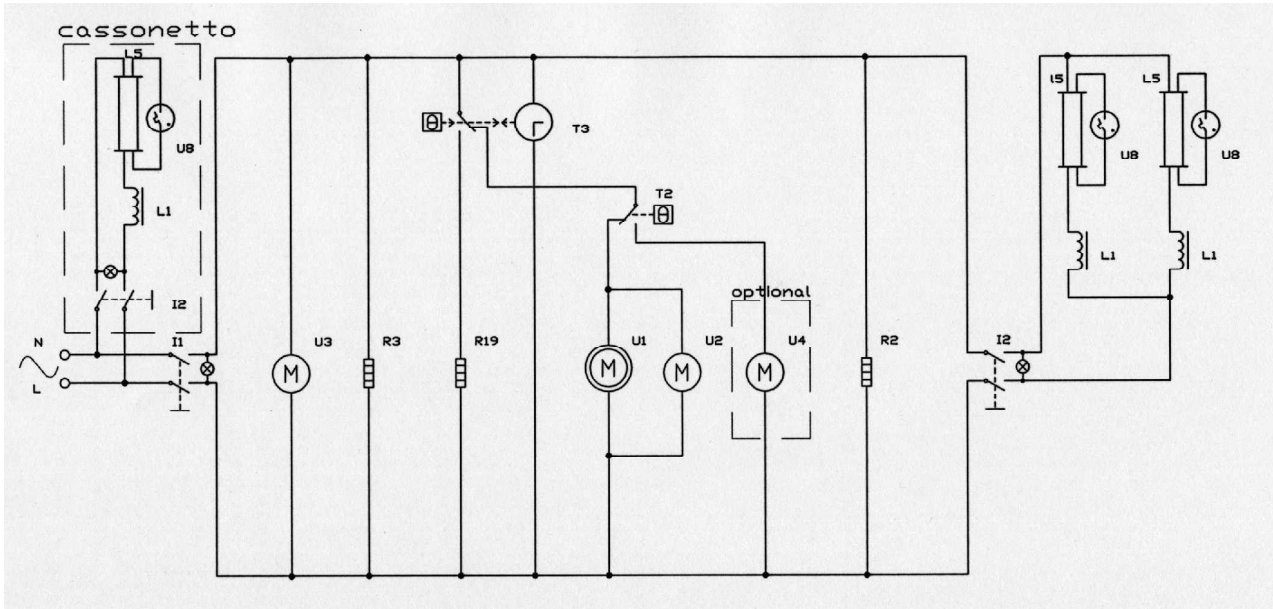 cassonetto
L5
U8
L1
I2
N
L
I1
U3
R3
R19
T3
T2
U1
U2
optional
U4
R2
I2
l5
U8
L1
L5
U8
L1
M
M
M
M
θ
θ